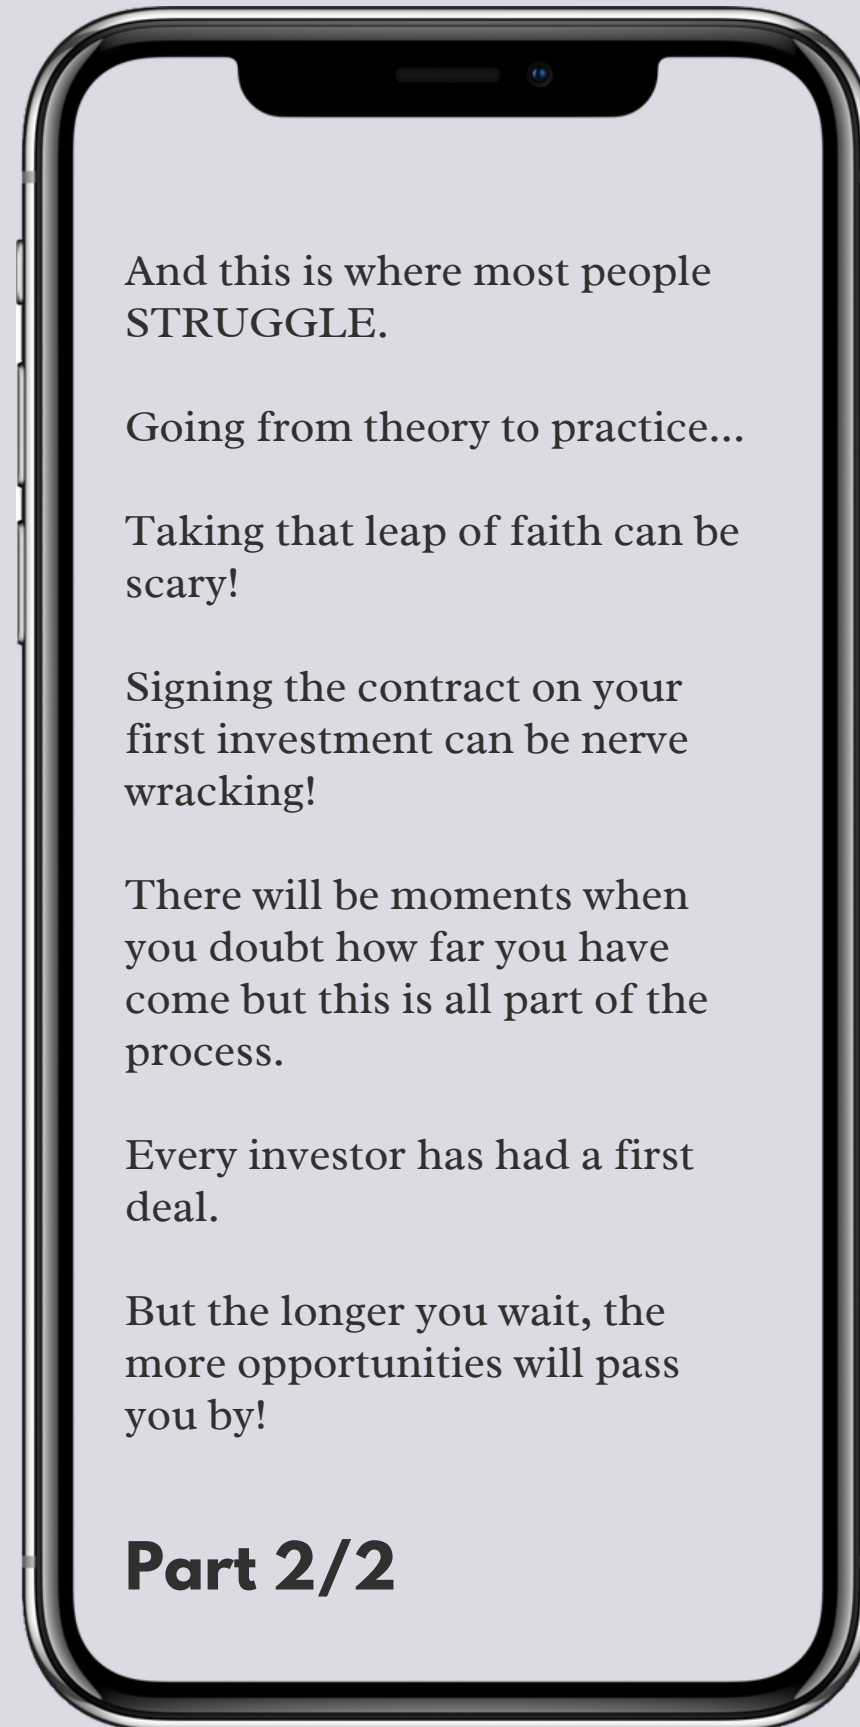 And this is where most people
STRUGGLE.
Going from theory to practice...
Taking that leap of faith can be
scary!
Signing the contract on your
first investment can be nerve
wracking!
There will be moments when
you doubt how far you have
come but this is all part of the
process.
Every investor has had a first
deal.
But the longer you wait, the
more opportunities will pass
you by!
Part 2/2